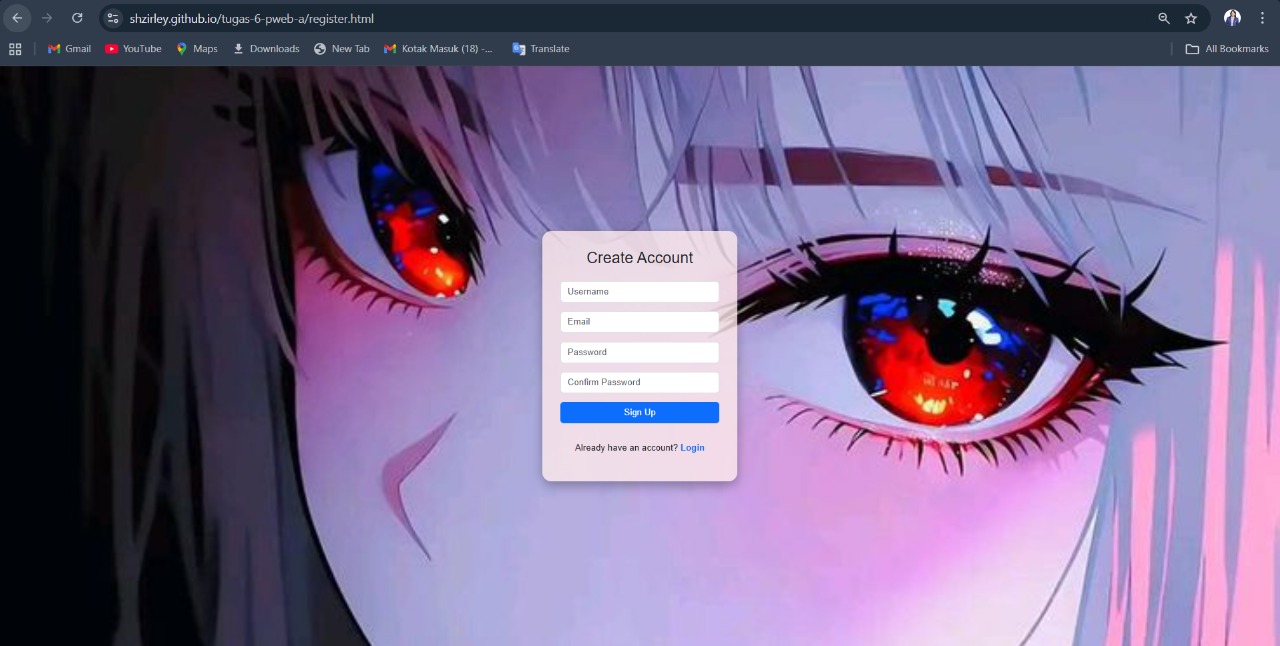 shzirley.github.io/tugas-6-pweb-a/register.html
Gmail YouTube Maps Downloads New Tab Kotak Masuk (18) -... Translate All Bookmarks
Create Account
Username
Email
Password
Confirm Password
Sign Up
Already have an account? Login